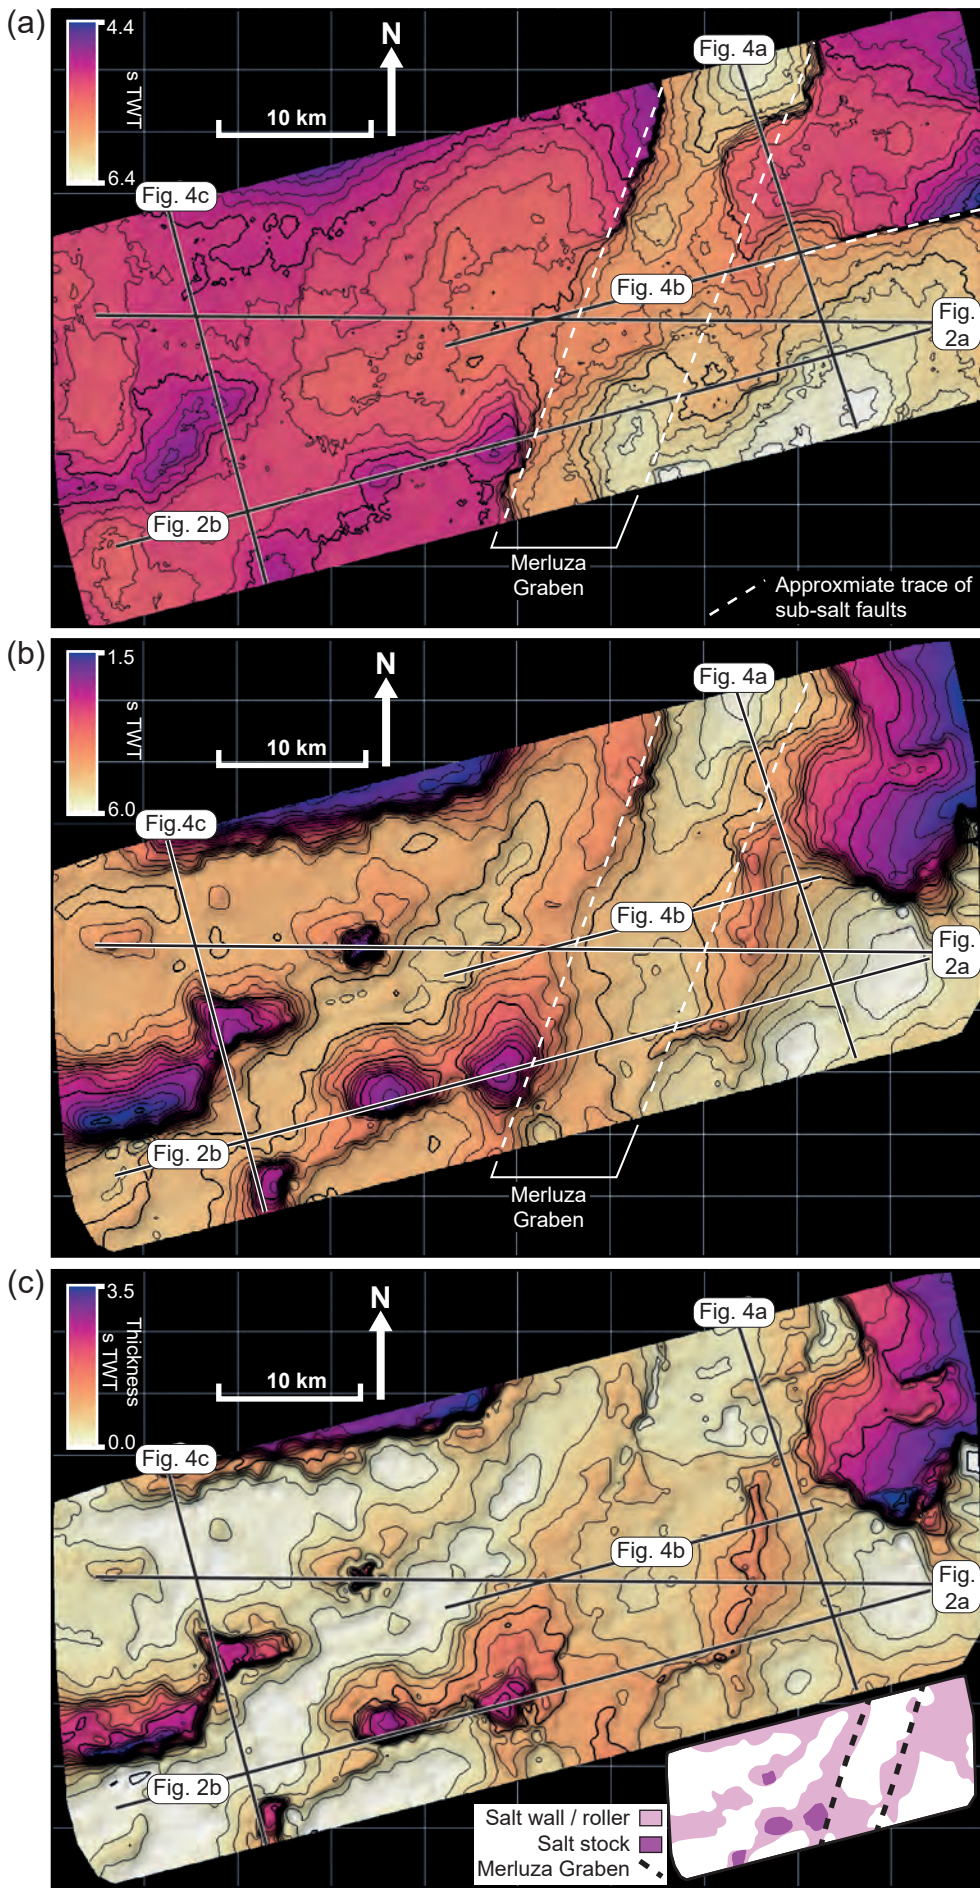 (a)
4.4
s TWT
6.4
N
10 km
Fig. 4a
Fig. 4c
Fig. 4b
Fig.
2a
Fig. 2b
Merluza
Graben
Approxmiate trace of
sub-salt faults
(b)
1.5
s TWT
6.0
N
10 km
Fig. 4a
Fig.4c
Fig. 4b
Fig.
2a
Fig. 2b
Merluza
Graben
(c)
3.5
Thickness
s TWT
0.0
N
10 km
Fig. 4a
Fig. 4c
Fig. 4b
Fig.
2a
Fig. 2b
Salt wall / roller
Salt stock
Merluza Graben